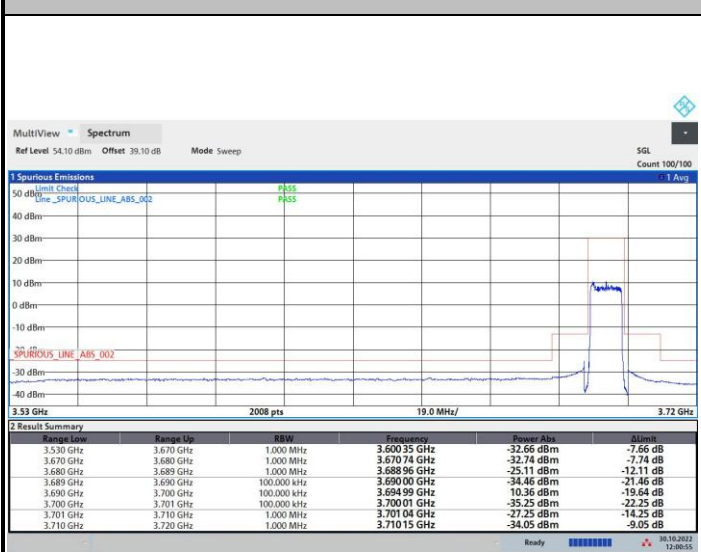 MultiView Spectrum
Ref Level 54.10 dBm Offset 39.10 dB Mode Sweep SGL
Count 100/100
1 Spurious Emissions 1 Avg
Limit Check PASS
50 dBm
Line _SPURIOUS_LINE_ABS_002 PASS
40 dBm
30 dBm
20 dBm
10 dBm
0 dBm
-10 dBm
-20 dBm
SPURIOUS_LINE_ABS_002
-30 dBm
-40 dBm
3.53 GHz 2008 pts 19.0 MHz/ 3.72 GHz
2 Result Summary
Range Low Range Up RBW Frequency Power Abs ΔLimit
3.530 GHz 3.670 GHz 1.000 MHz 3.600 35 GHz -32.66 dBm -7.66 dB
3.670 GHz 3.680 GHz 1.000 MHz 3.670 74 GHz -32.74 dBm -7.74 dB
3.680 GHz 3.689 GHz 1.000 MHz 3.688 96 GHz -25.11 dBm -12.11 dB
3.689 GHz 3.690 GHz 100.000 kHz 3.690 00 GHz -34.46 dBm -21.46 dB
3.690 GHz 3.700 GHz 100.000 kHz 3.694 99 GHz 10.36 dBm -19.64 dB
3.700 GHz 3.701 GHz 100.000 kHz 3.700 01 GHz -35.25 dBm -22.25 dB
3.701 GHz 3.710 GHz 1.000 MHz 3.701 04 GHz -27.25 dBm -14.25 dB
3.710 GHz 3.720 GHz 1.000 MHz 3.710 15 GHz -34.05 dBm -9.05 dB
Ready 30.10.2022
12:00:55